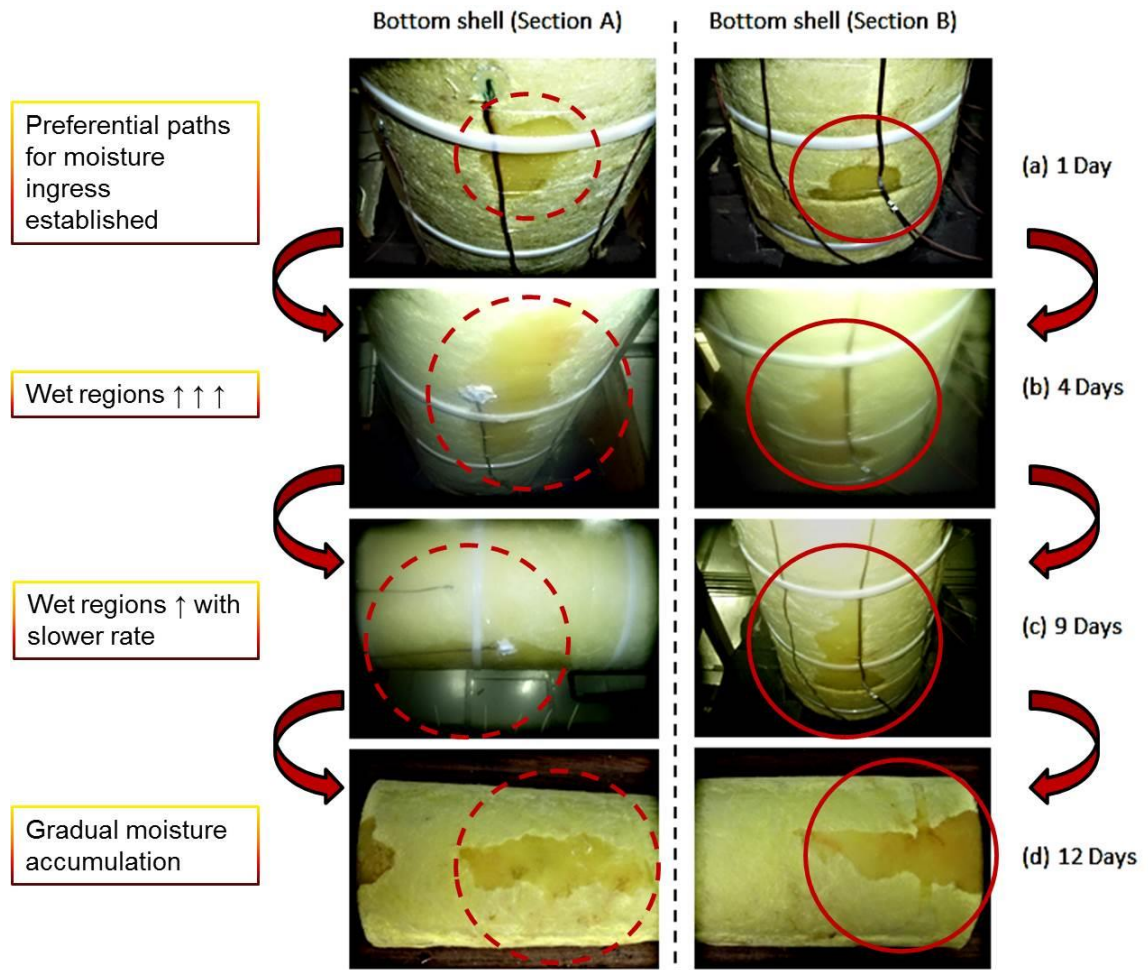 Bottom shell (Section A)
Bottom shell (Section B)
Preferential paths
for moisture
ingress
established
(a) 1 Day
Wet regions ↑ ↑ ↑
(b) 4 Days
Wet regions ↑ with
slower rate
(c) 9 Days
Gradual moisture
accumulation
(d) 12 Days